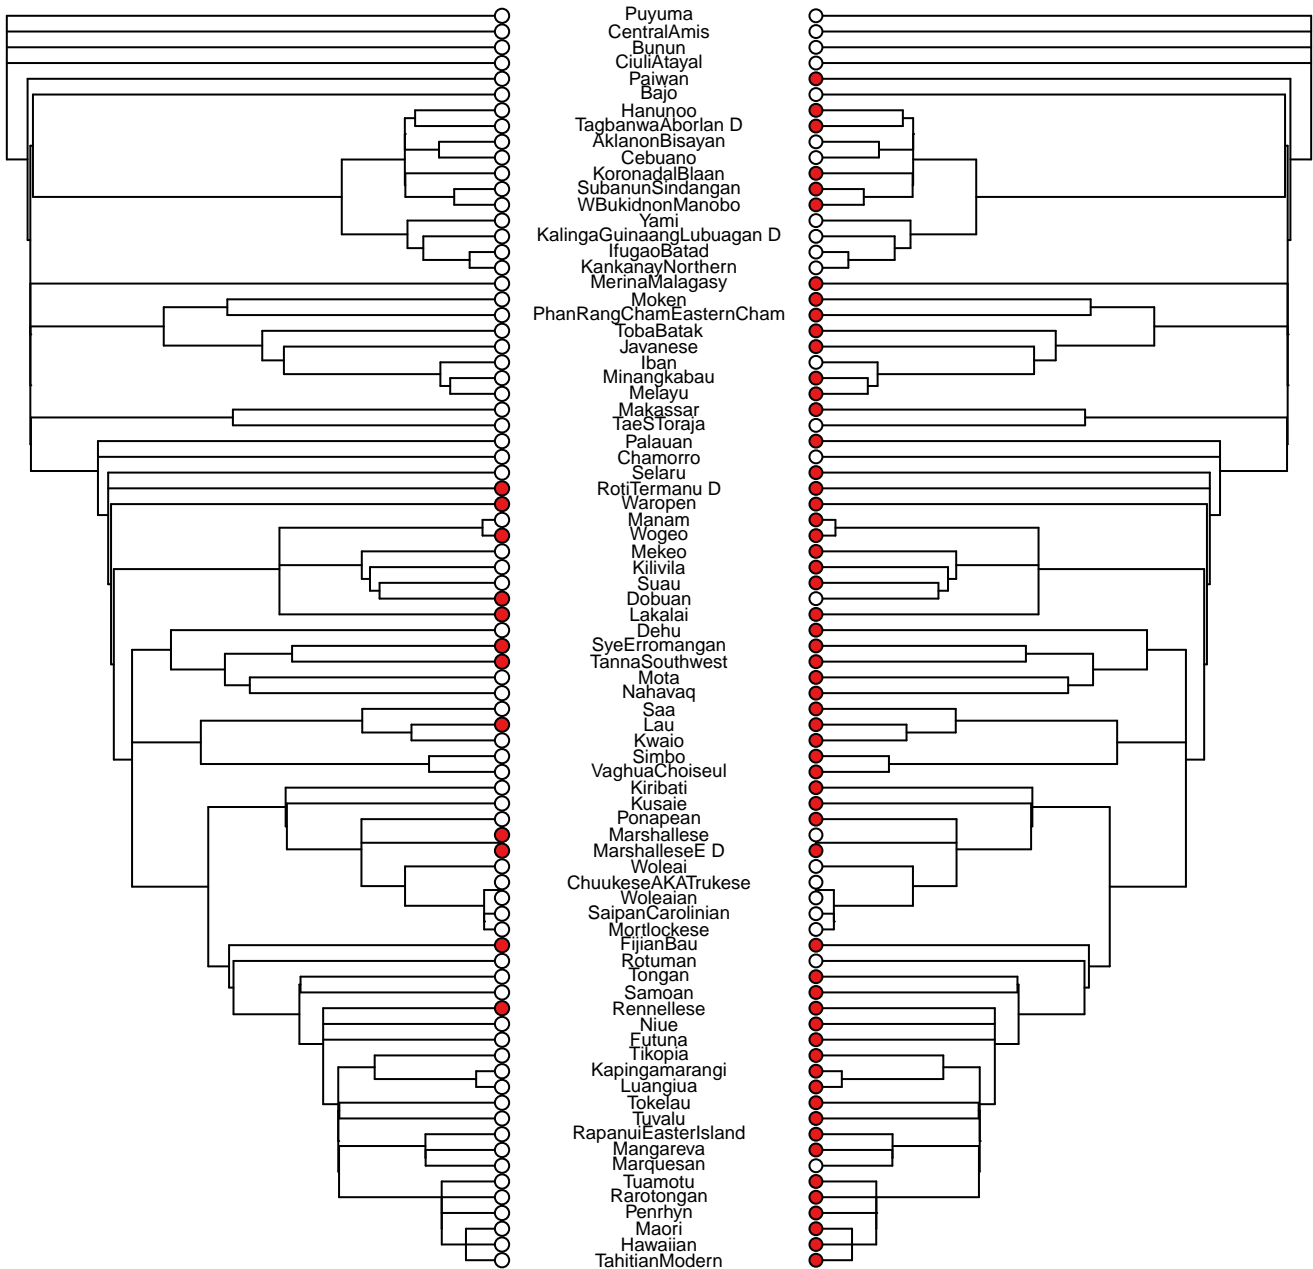 Puyuma
CentralAmis
Bunun
CiuliAtayal
Paiwan
Bajo
Hanunoo
TagbanwaAborlan D
AklanonBisayan
Cebuano
KoronadalBlaan
SubanunSindangan
WBukidnonManobo
Yami
KalingaGuinaangLubuagan D
IfugaoBatad
KankanayNorthern
MerinaMalagasy
Moken
PhanRangChamEasternCham
TobaBatak
Javanese
Iban
Minangkabau
Melayu
Makassar
TaeSToraja
Palauan
Chamorro
Selaru
RotiTermanu D
Waropen
Manam
Wogeo
Mekeo
Kilivila
Suau
Dobuan
Lakalai
Dehu
SyeErromangan
TannaSouthwest
Mota
Nahavaq
Saa
Lau
Kwaio
Simbo
VaghuaChoiseul
Kiribati
Kusaie
Ponapean
Marshallese
MarshalleseE D
Woleai
ChuukeseAKATrukese
Woleaian
SaipanCarolinian
Mortlockese
FijianBau
Rotuman
Tongan
Samoan
Rennellese
Niue
Futuna
Tikopia
Kapingamarangi
Luangiua
Tokelau
Tuvalu
RapanuiEasterIsland
Mangareva
Marquesan
Tuamotu
Rarotongan
Penrhyn
Maori
Hawaiian
TahitianModern